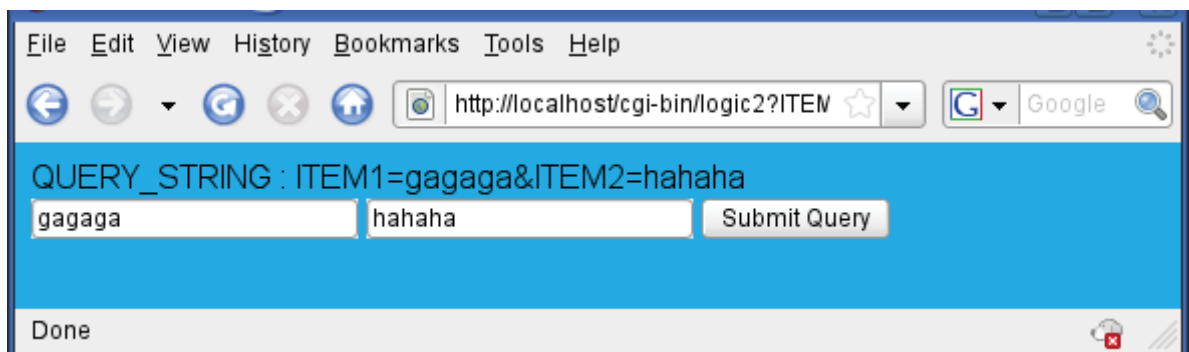 File Edit View History Bookmarks Tools Help
http://localhost/cgi-bin/logic2?ITEM G Google
QUERY_STRING : ITEM1=gagaga&ITEM2=hahaha
gagaga hahaha Submit Query
Done